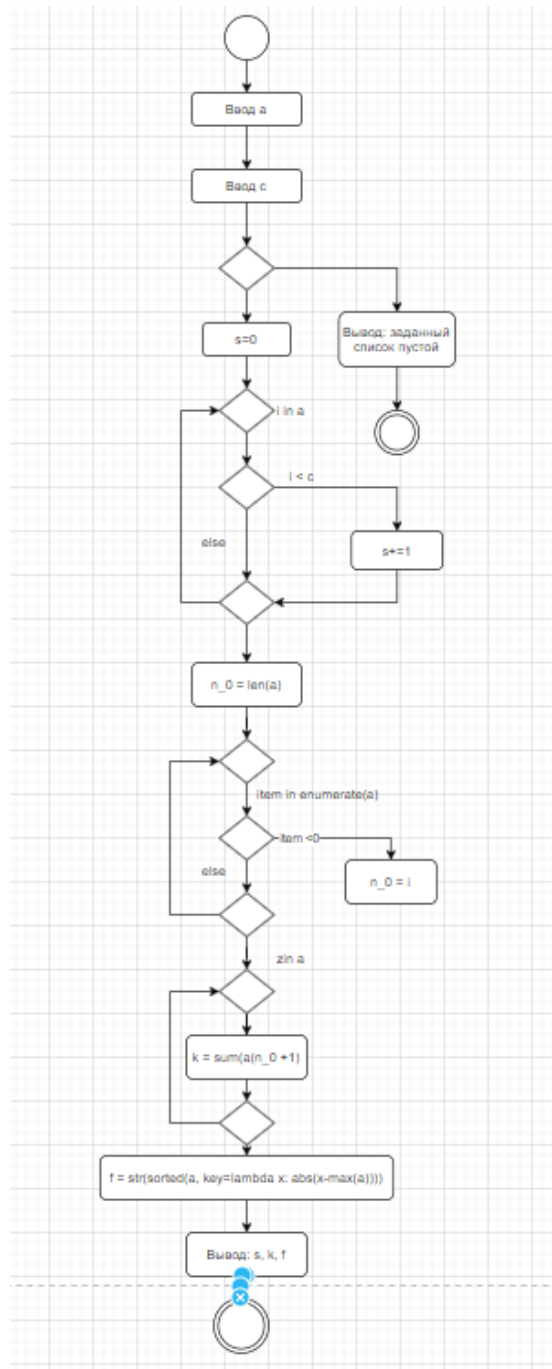 Ввод a
Ввод c
Вывод: заданный
список пустой
s=0
i in a
i < c
else
s+=1
n_0 = len(a)
item in enumerate(a)
item <0
else
n_0 = i
zin a
k = sum(a(n_0 +1)
f = str(sorted(a, key=lambda x: abs(x-max(a))))
Вывод: s, k, f